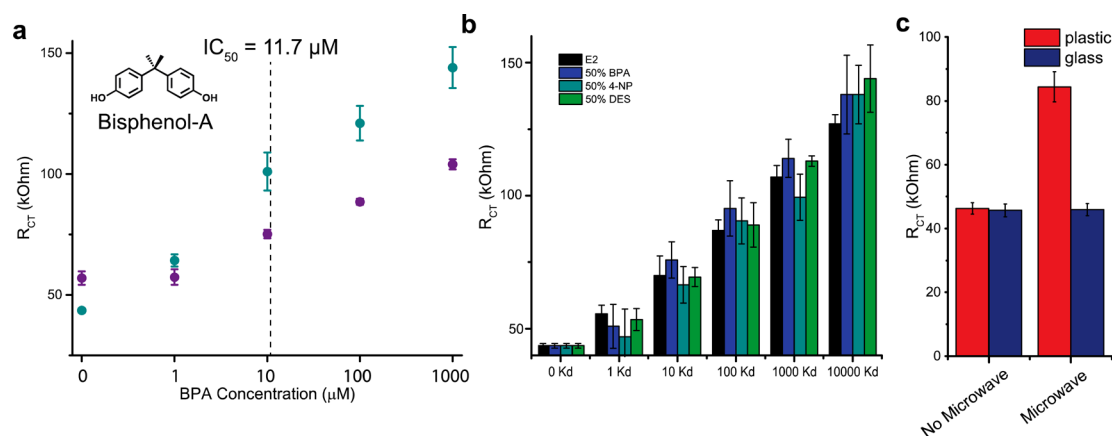 a
IC50 = 11.7 μM
HO
OH
Bisphenol-A
150
100
50
RCT (kOhm)
0
1
10
100
1000
BPA Concentration (μM)
b
E2
50% BPA
50% 4-NP
50% DES
150
100
50
RCT (kOhm)
0 Kd
1 Kd
10 Kd
100 Kd
1000 Kd
10000 Kd
c
plastic
glass
100
80
60
40
20
0
RCT (kOhm)
No Microwave
Microwave